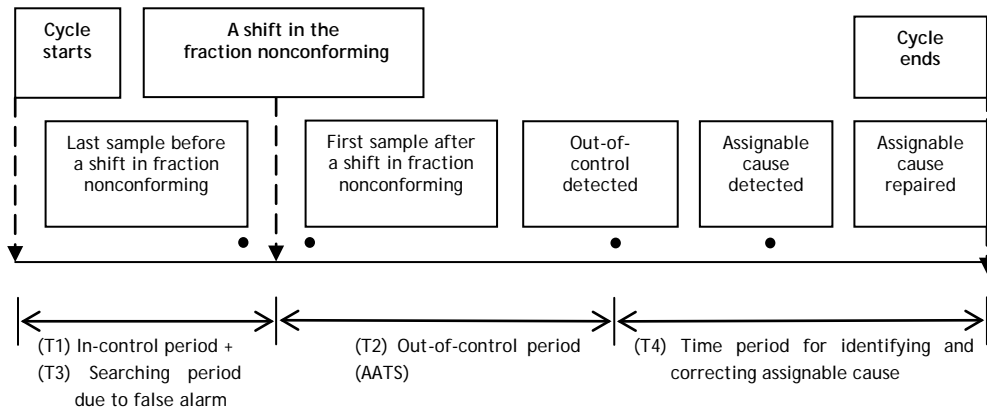 Cycle
starts
A shift in the
fraction nonconforming
Cycle
ends
Last sample before
a shift in fraction
nonconforming
First sample after
a shift in fraction
nonconforming
Out-of-
control
detected
Assignable
cause
detected
Assignable
cause
repaired
(T1) In-control period +
(T3) Searching period
due to false alarm
(T2) Out-of-control period
(AATS)
(T4) Time period for identifying and
correcting assignable cause